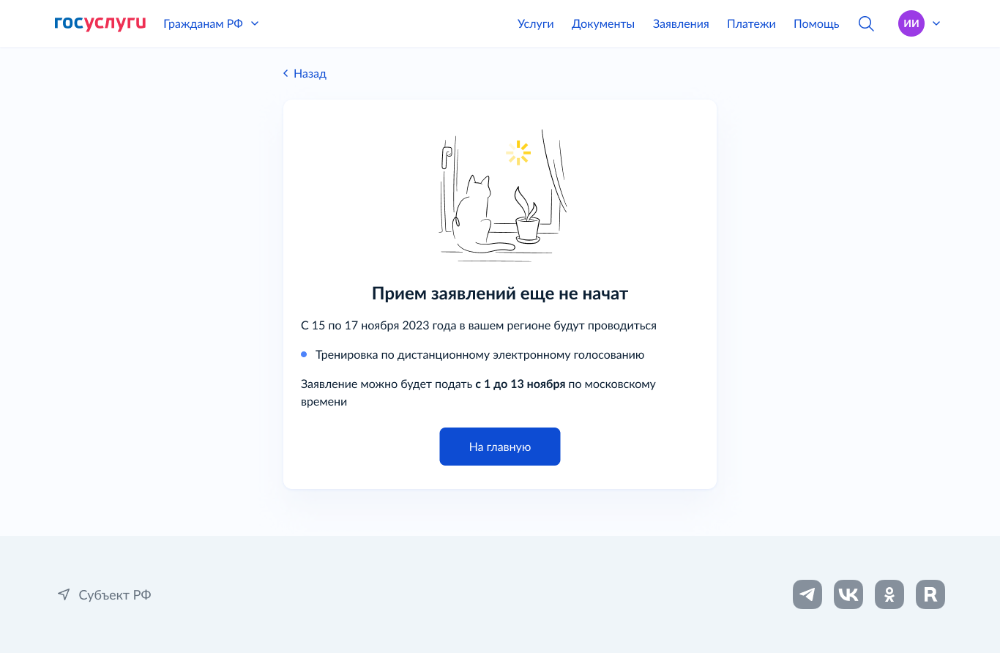 госуслуги Гражданам РФ Услуги Документы Заявления Платежи Помощь ИИ
Назад
Прием заявлений еще не начат
С 15 по 17 ноября 2023 года в вашем регионе будут проводиться
Тренировка по дистанционному электронному голосованию
Заявление можно будет подать с 1 до 13 ноября по московскому
времени
На главную
Субъект РФ